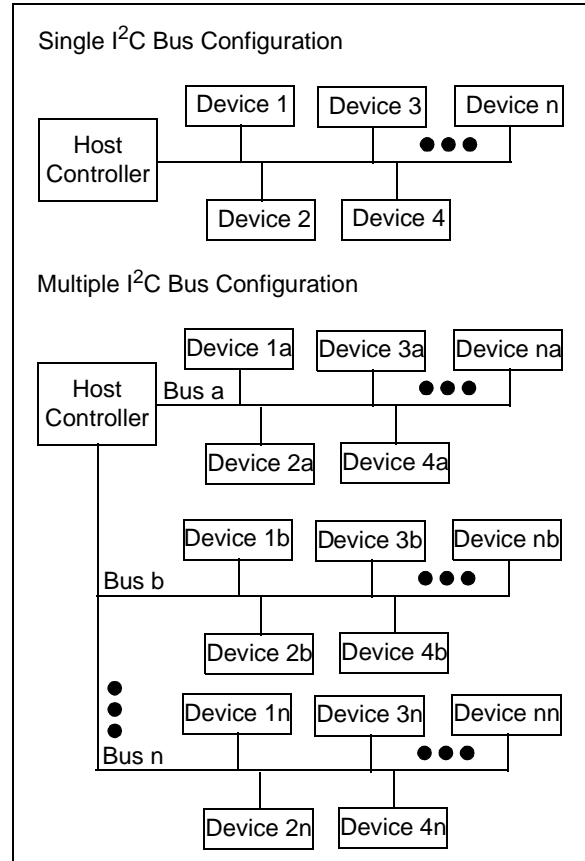 Single I²C Bus Configuration
Device 1
Device 3
Device n
Host
Controller
Device 2
Device 4
Multiple I²C Bus Configuration
Device 1a
Device 3a
Device na
Host
Controller
Bus a
Device 2a
Device 4a
Device 1b
Device 3b
Device nb
Bus b
Device 2b
Device 4b
Device 1n
Device 3n
Device nn
Bus n
Device 2n
Device 4n